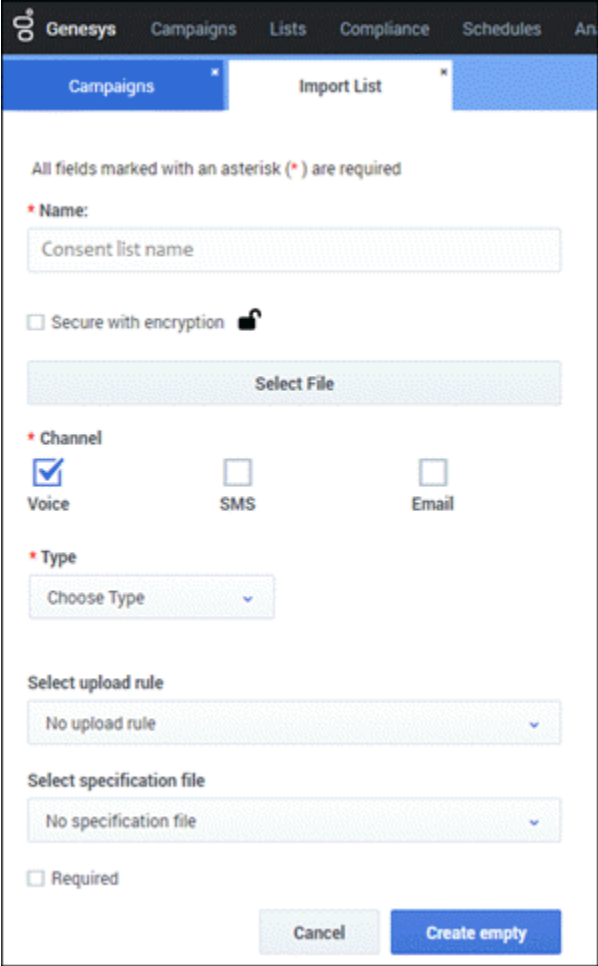 Genesys Campaigns Lists Compliance Schedules An
Campaigns × Import List ×
All fields marked with an asterisk (* ) are required
* Name:
Consent list name
Secure with encryption
Select File
* Channel
Voice SMS Email
* Type
Choose Type
Select upload rule
No upload rule
Select specification file
No specification file
Required
Cancel Create empty